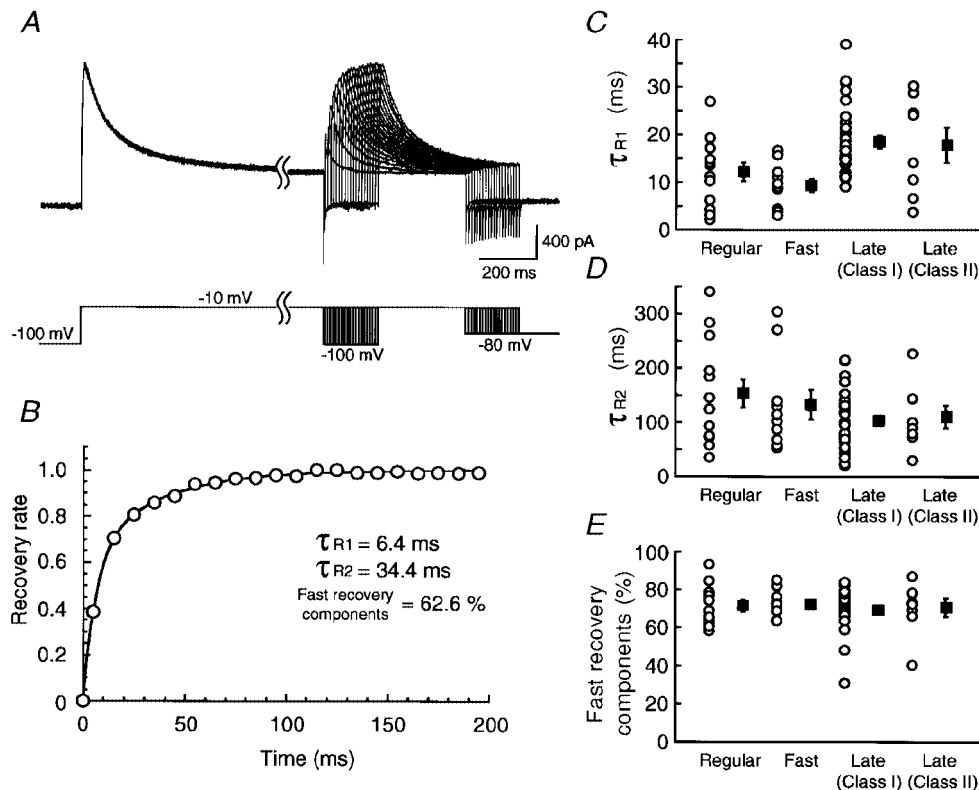 A
400 pA
200 ms
-10 mV
-100 mV
-100 mV
-80 mV
B
Recovery rate
1.0
0.8
0.6
0.4
0.2
0
τR1 = 6.4 ms
τR2 = 34.4 ms
Fast recovery components = 62.6 %
0 50 100 150 200
Time (ms)
C
τR1 (ms)
40
30
20
10
0
Regular Fast Late (Class I) Late (Class II)
D
τR2 (ms)
300
200
100
0
Regular Fast Late (Class I) Late (Class II)
E
Fast recovery components (%)
100
80
60
40
20
0
Regular Fast Late (Class I) Late (Class II)